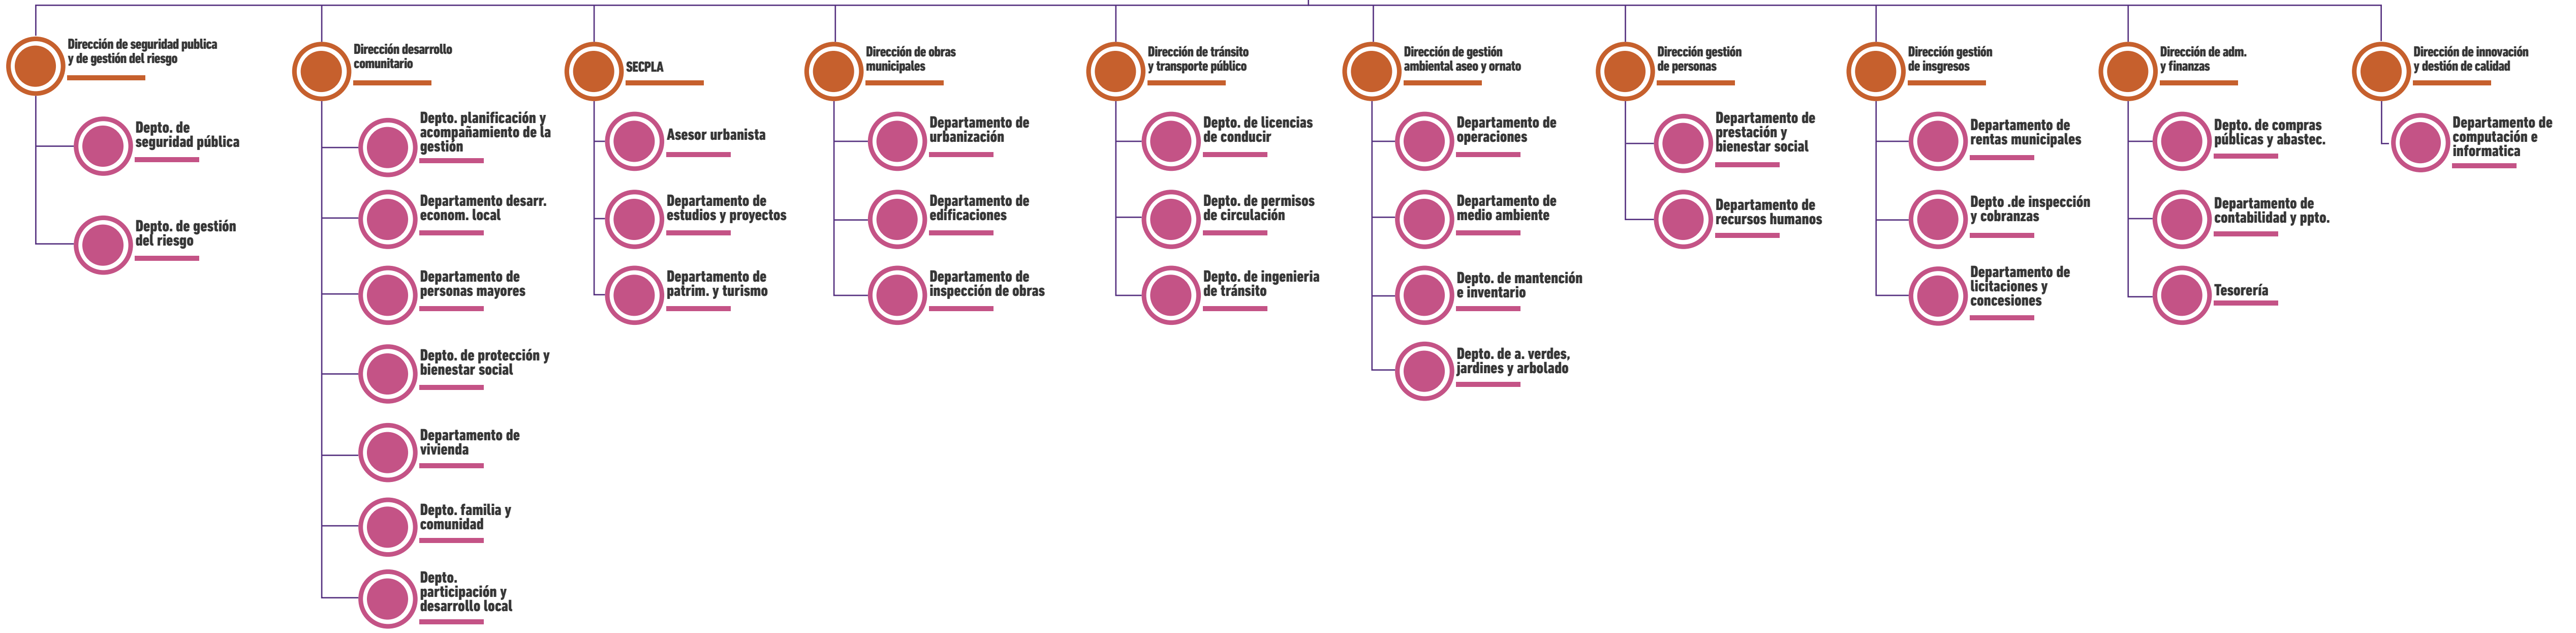 Dirección de seguridad publica
y de gestión del riesgo
Depto. de
seguridad pública
Depto. de gestión
del riesgo
Dirección desarrollo
comunitario
Depto. planificación y
acompañamiento de la
gestión
Departamento desarr.
econom. local
Departamento de
personas mayores
Depto. de protección y
bienestar social
Departamento de
vivienda
Depto. familia y
comunidad
Depto.
participación y
desarrollo local
SECPLA
Asesor urbanista
Departamento de
estudios y proyectos
Departamento de
patrim. y turismo
Dirección de obras
municipales
Departamento de
urbanización
Departamento de
edificaciones
Departamento de
inspección de obras
Dirección de tránsito
y transporte público
Depto. de licencias
de conducir
Depto. de permisos
de circulación
Depto. de ingenieria
de tránsito
Dirección de gestión
ambiental aseo y ornato
Departamento de
operaciones
Departamento de
medio ambiente
Depto. de mantención
e inventario
Depto. de a. verdes,
jardines y arbolado
Dirección gestión
de personas
Departamento de
prestación y
bienestar social
Departamento de
recursos humanos
Dirección gestión
de insgresos
Departamento de
rentas municipales
Depto .de inspección
y cobranzas
Departamento de
licitaciones y
concesiones
Dirección de adm.
y finanzas
Depto. de compras
públicas y abastec.
Departamento de
contabilidad y ppto.
Tesorería
Dirección de innovación
y destión de calidad
Departamento de
computación e
informatica